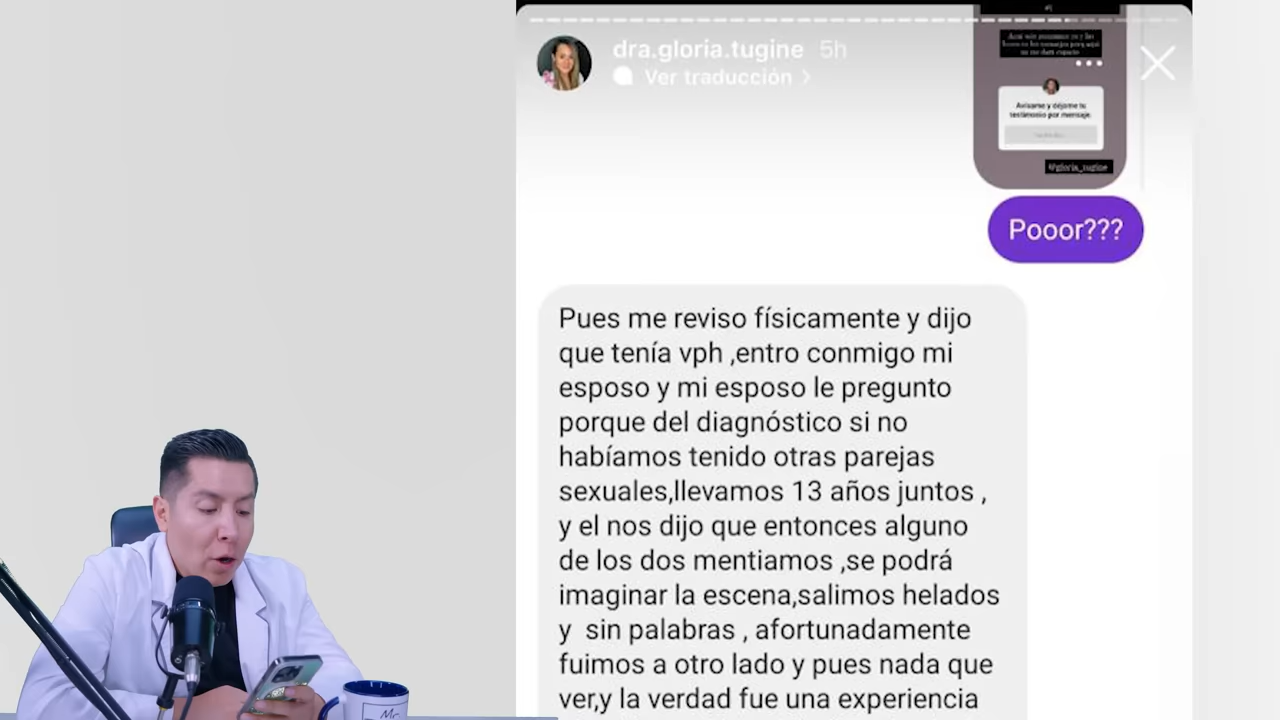 dra.gloria.tugine 5h
Ver traducción >
Avísame y déjame tu
testimonio por mensaje.
@gloria_tugine
Pooor???
Pues me reviso físicamente y dijo
que tenía vph ,entro conmigo mi
esposo y mi esposo le pregunto
porque del diagnóstico si no
habíamos tenido otras parejas
sexuales,llevamos 13 años juntos ,
y el nos dijo que entonces alguno
de los dos mentiamos ,se podrá
imaginar la escena,salimos helados
y sin palabras , afortunadamente
fuimos a otro lado y pues nada que
ver,y la verdad fue una experiencia